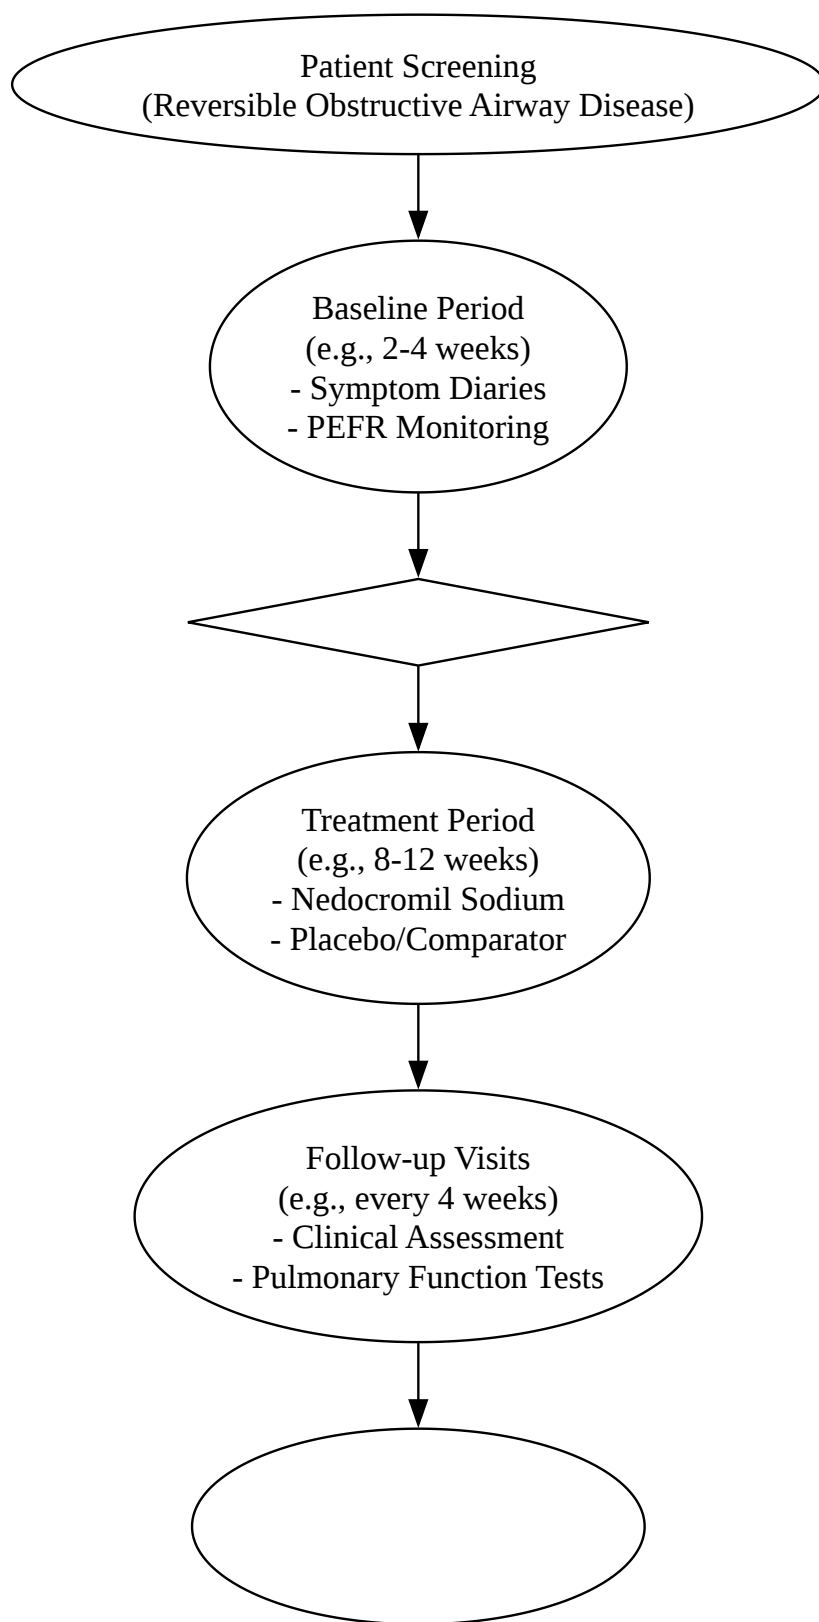 Patient Screening
(Reversible Obstructive Airway Disease)
Baseline Period
(e.g., 2-4 weeks)
- Symptom Diaries
- PEFR Monitoring
Treatment Period
(e.g., 8-12 weeks)
- Nedocromil Sodium
- Placebo/Comparator
Follow-up Visits
(e.g., every 4 weeks)
- Clinical Assessment
- Pulmonary Function Tests